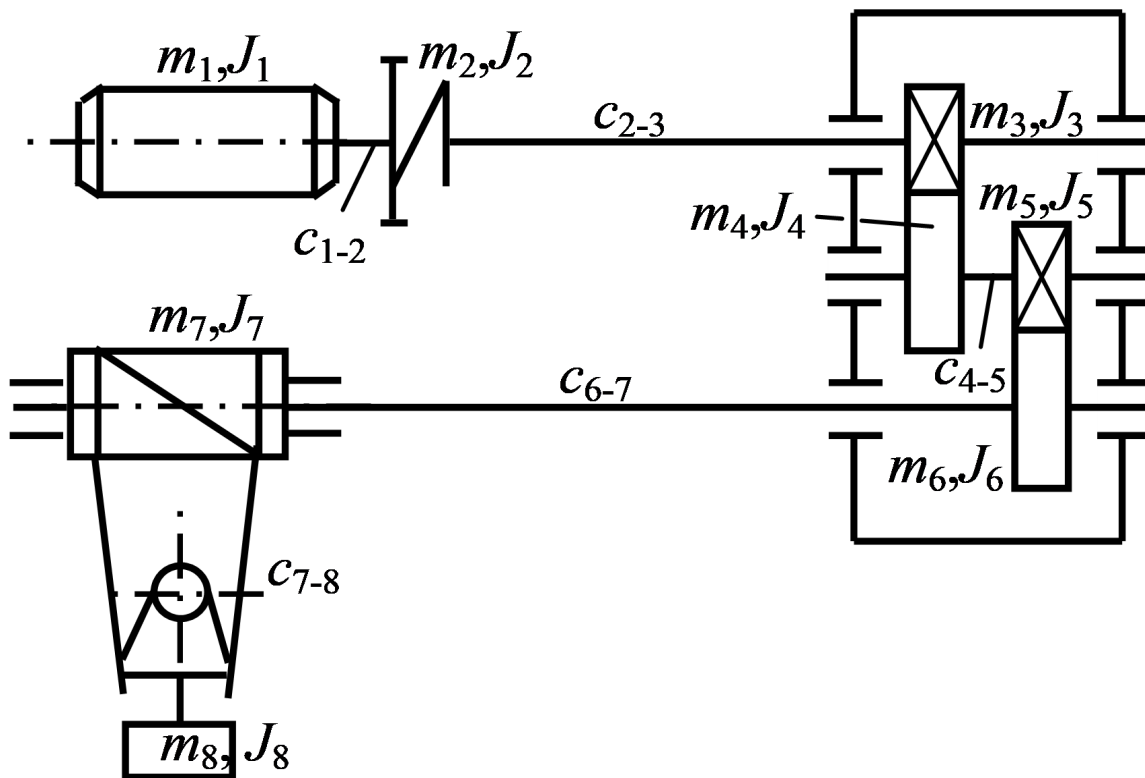 m₁,J₁
m₂,J₂
c₂₋₃
m₃,J₃
c₁₋₂
m₄,J₄
m₅,J₅
m₇,J₇
c₄₋₅
c₆₋₇
m₆,J₆
c₇₋₈
m₈, J₈